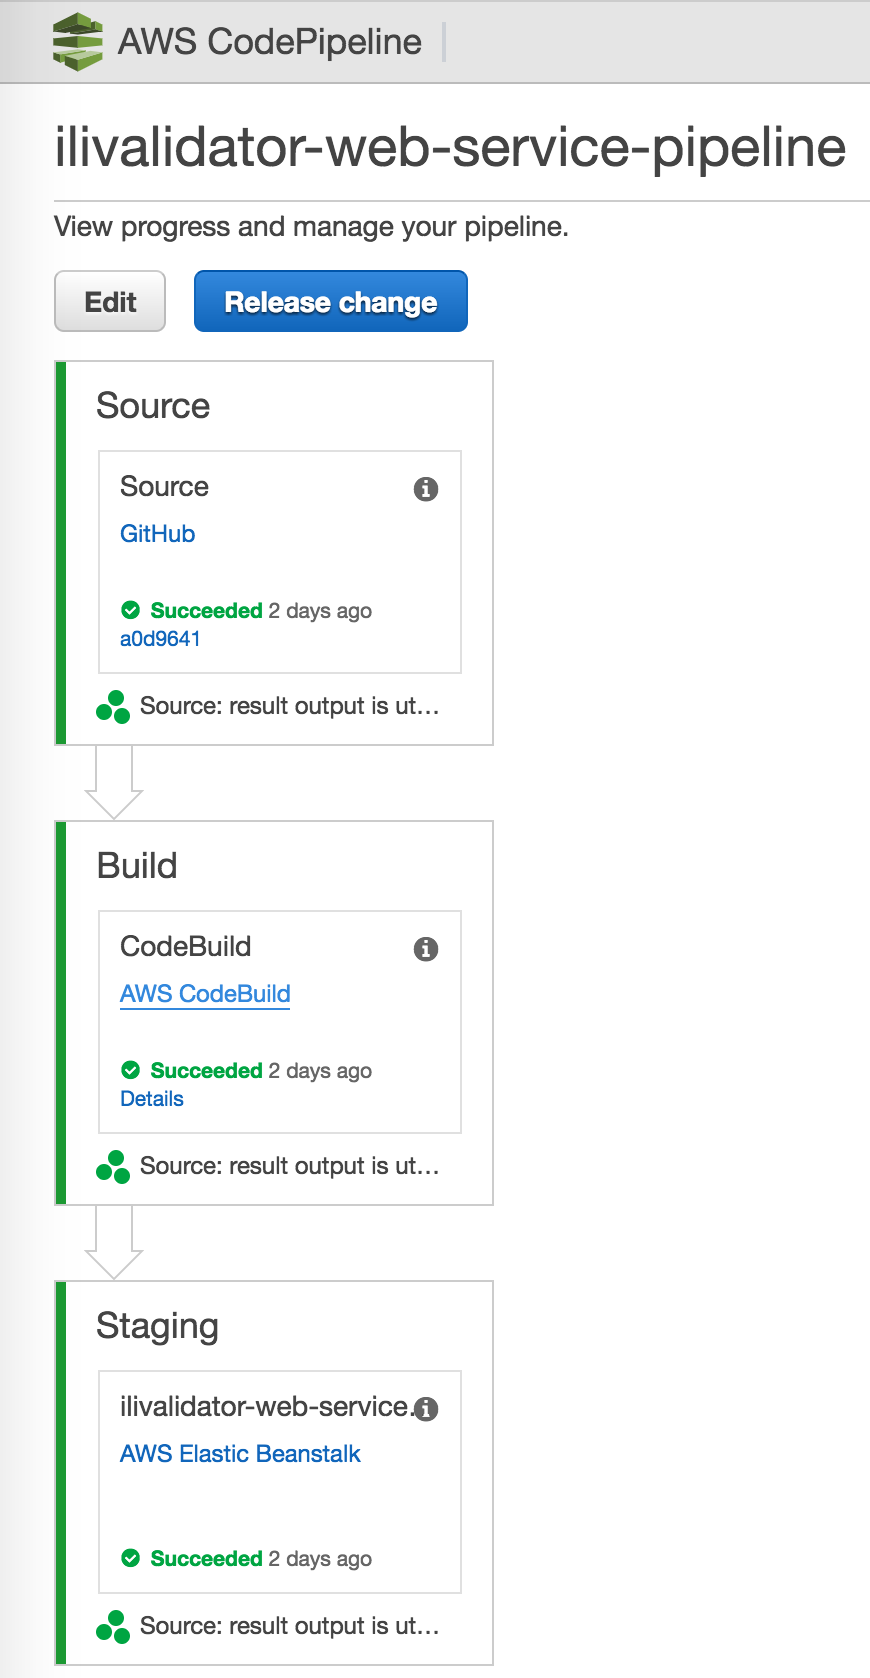 AWS CodePipeline
ilivalidator-web-service-pipeline
View progress and manage your pipeline.
Edit
Release change
Source
Source
GitHub
Succeeded 2 days ago
a0d9641
Source: result output is ut...
Build
CodeBuild
AWS CodeBuild
Succeeded 2 days ago
Details
Source: result output is ut...
Staging
ilivalidator-web-service.
AWS Elastic Beanstalk
Succeeded 2 days ago
Source: result output is ut...